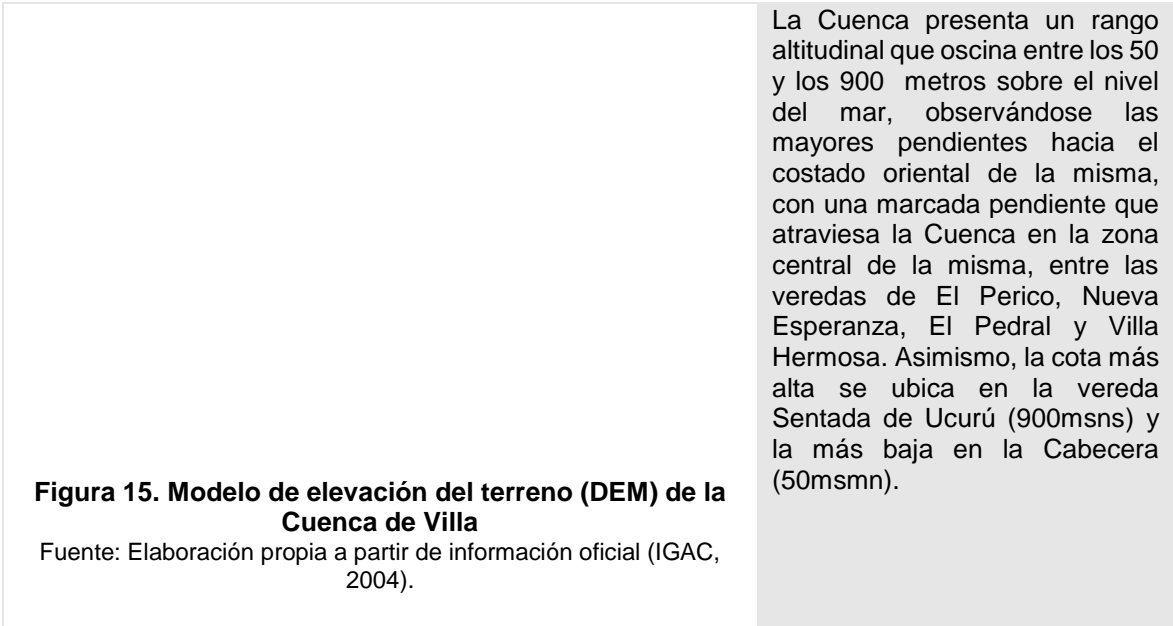 La Cuenca presenta un rango
altitudinal que oscina entre los 50
y los 900 metros sobre el nivel
del mar, observándose las
mayores pendientes hacia el
costado oriental de la misma,
con una marcada pendiente que
atraviesa la Cuenca en la zona
central de la misma, entre las
veredas de El Perico, Nueva
Esperanza, El Pedral y Villa
Hermosa. Asimismo, la cota más
alta se ubica en la vereda
Sentada de Ucurú (900msns) y
la más baja en la Cabecera
(50msmn).
Figura 15. Modelo de elevación del terreno (DEM) de la
Cuenca de Villa
Fuente: Elaboración propia a partir de información oficial (IGAC,
2004).